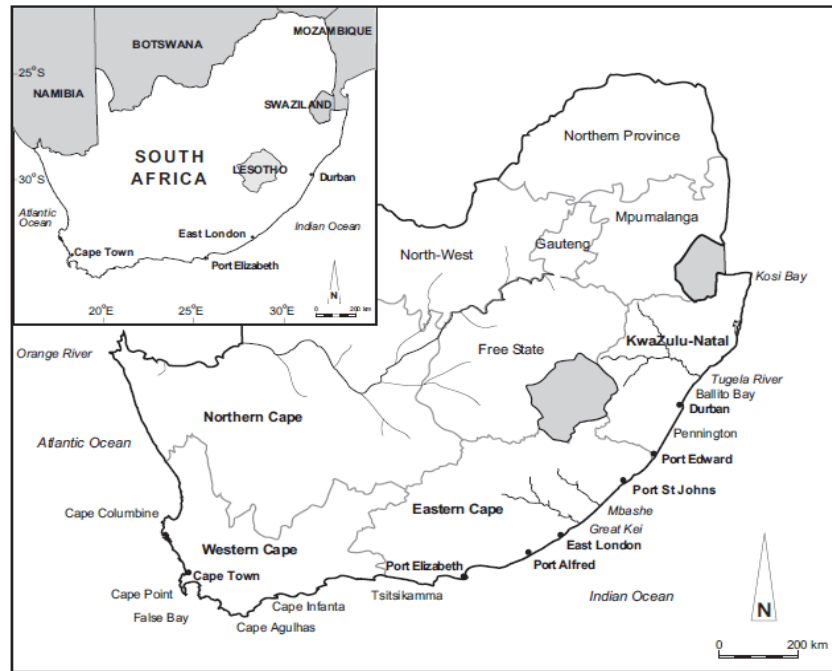 MOZAMBIQUE
BOTSWANA
25°S
NAMIBIA
SWAZILAND
SOUTH
AFRICA
LESOTHO
30°S
Durban
Atlantic
Ocean
East London
Indian Ocean
Cape Town
Port Elizabeth
N
0 200 km
20°E
25°E
30°E
Northern Province
Mpumalanga
Gauteng
North-West
Kosi Bay
KwaZulu-Natal
Free State
Orange River
Tugela River
Ballito Bay
Durban
Northern Cape
Pennington
Atlantic Ocean
Port Edward
Port St Johns
Eastern Cape
Mbashe
Cape Columbine
Great Kei
Western Cape
East London
Port Elizabeth
Port Alfred
Cape Town
Tsitsikamma
Cape Point
Cape Infanta
Indian Ocean
False Bay
Cape Agulhas
N
0 200 km